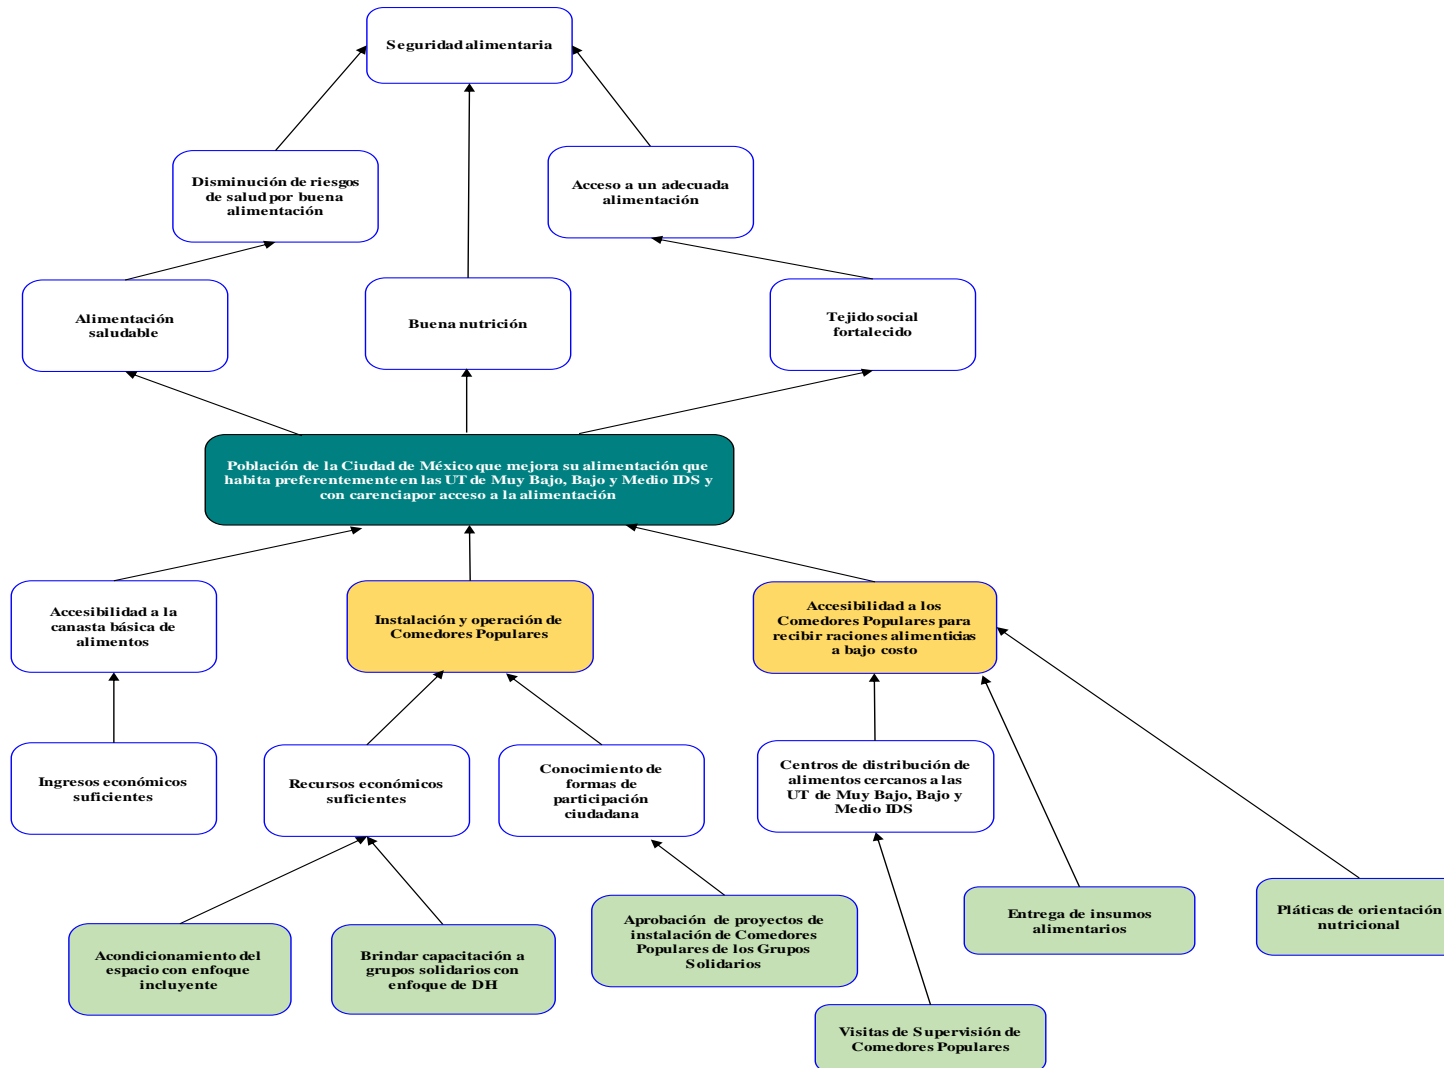 Seguridad alimentaria
Disminución de riesgos
de salud por buena
alimentación
Acceso a un adecuada
alimentación
Alimentación
saludable
Buena nutrición
Tejido social
fortalecido
Población de la Ciudad de México que mejora su alimentación que
habita preferentemente en las UT de Muy Bajo, Bajo y Medio IDS y
con carencia por acceso a la alimentación
Accesibilidad a la
canasta básica de
alimentos
Instalación y operación de
Comedores Populares
Accesibilidad a los
Comedores Populares para
recibir raciones alimenticias
a bajo costo
Ingresos económicos
suficientes
Recursos económicos
suficientes
Conocimiento de
formas de
participación
ciudadana
Centros de distribución de
alimentos cercanos a las
UT de Muy Bajo, Bajo y
Medio IDS
Acondicionamiento del
espacio con enfoque
incluyente
Brindar capacitación a
grupos solidarios con
enfoque de DH
Aprobación de proyectos de
instalación de Comedores
Populares de los Grupos
Solidarios
Entrega de insumos
alimentarios
Pláticas de orientación
nutricional
Visitas de Supervisión de
Comedores Populares